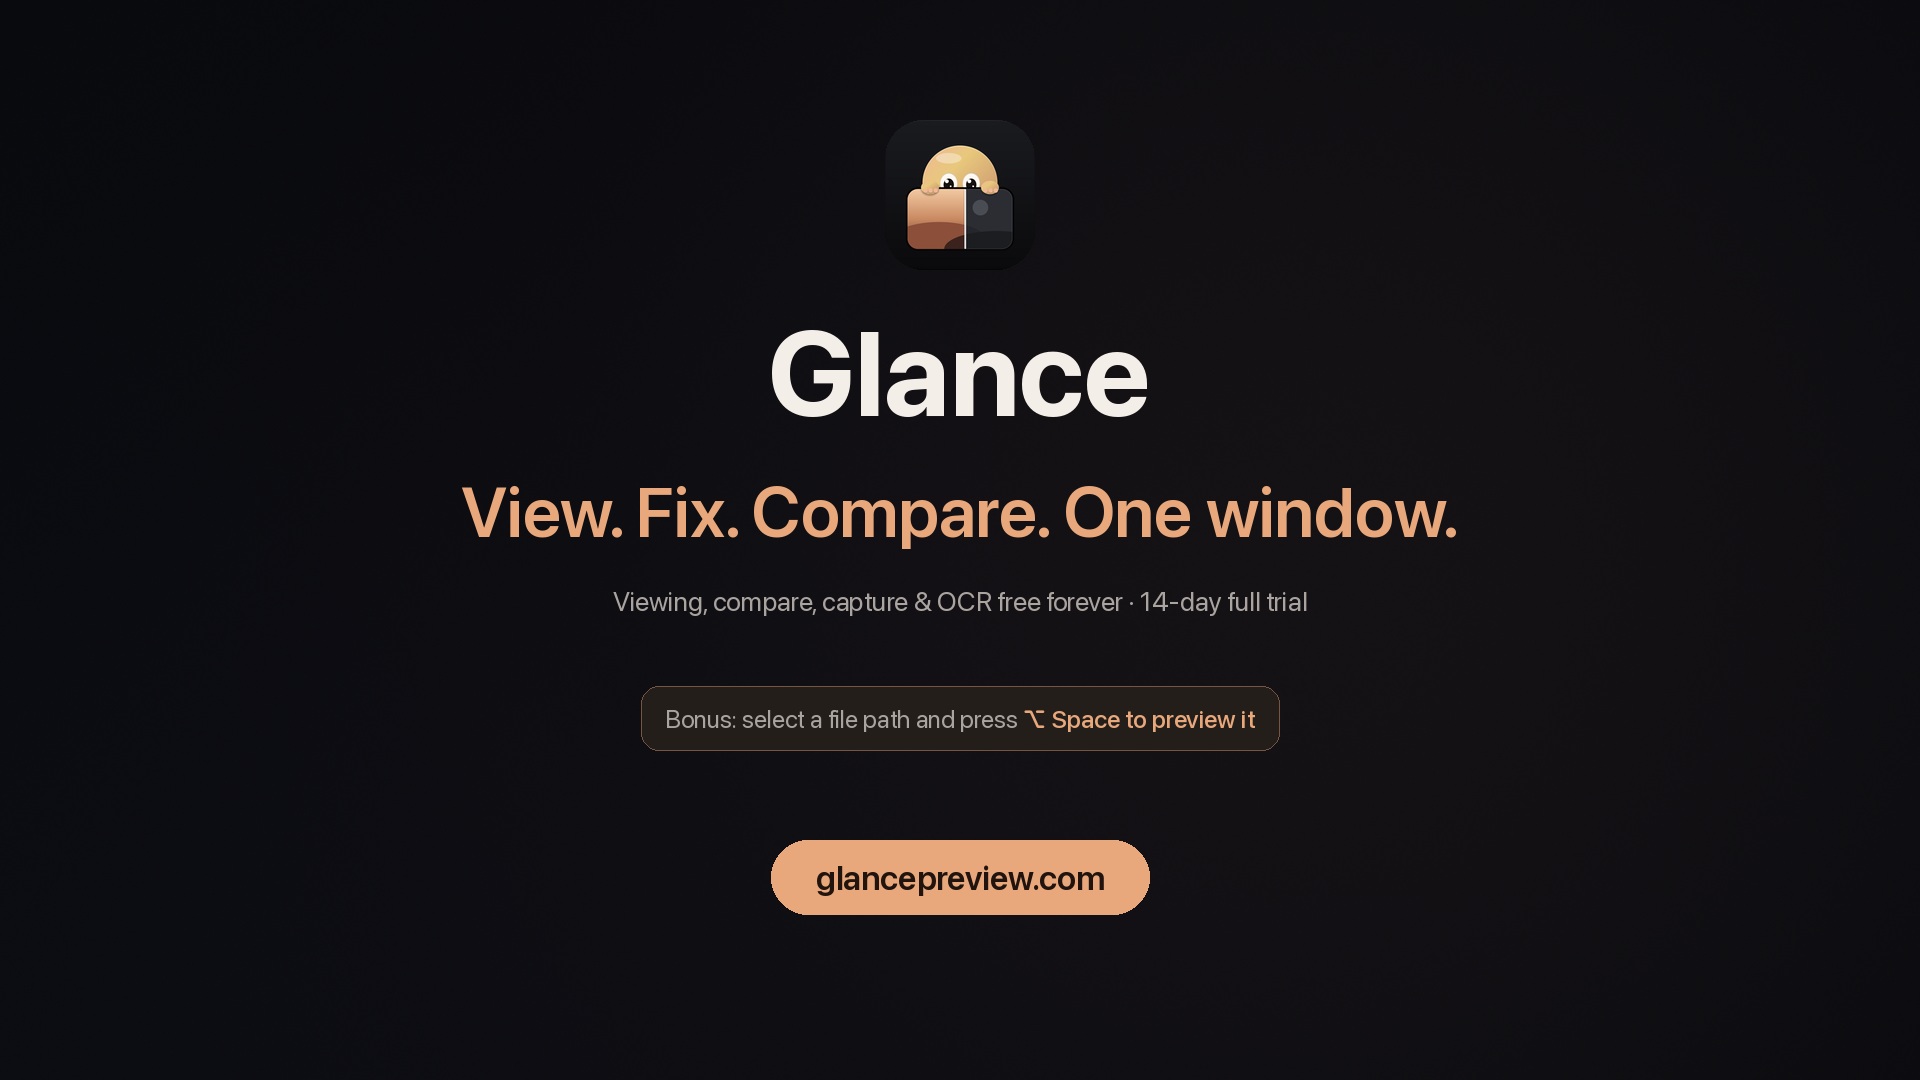 Glance
View. Fix. Compare. One window.
Viewing, compare, capture & OCR free forever · 14-day full trial
Bonus: select a file path and press ⌥ Space to preview it
glancepreview.com